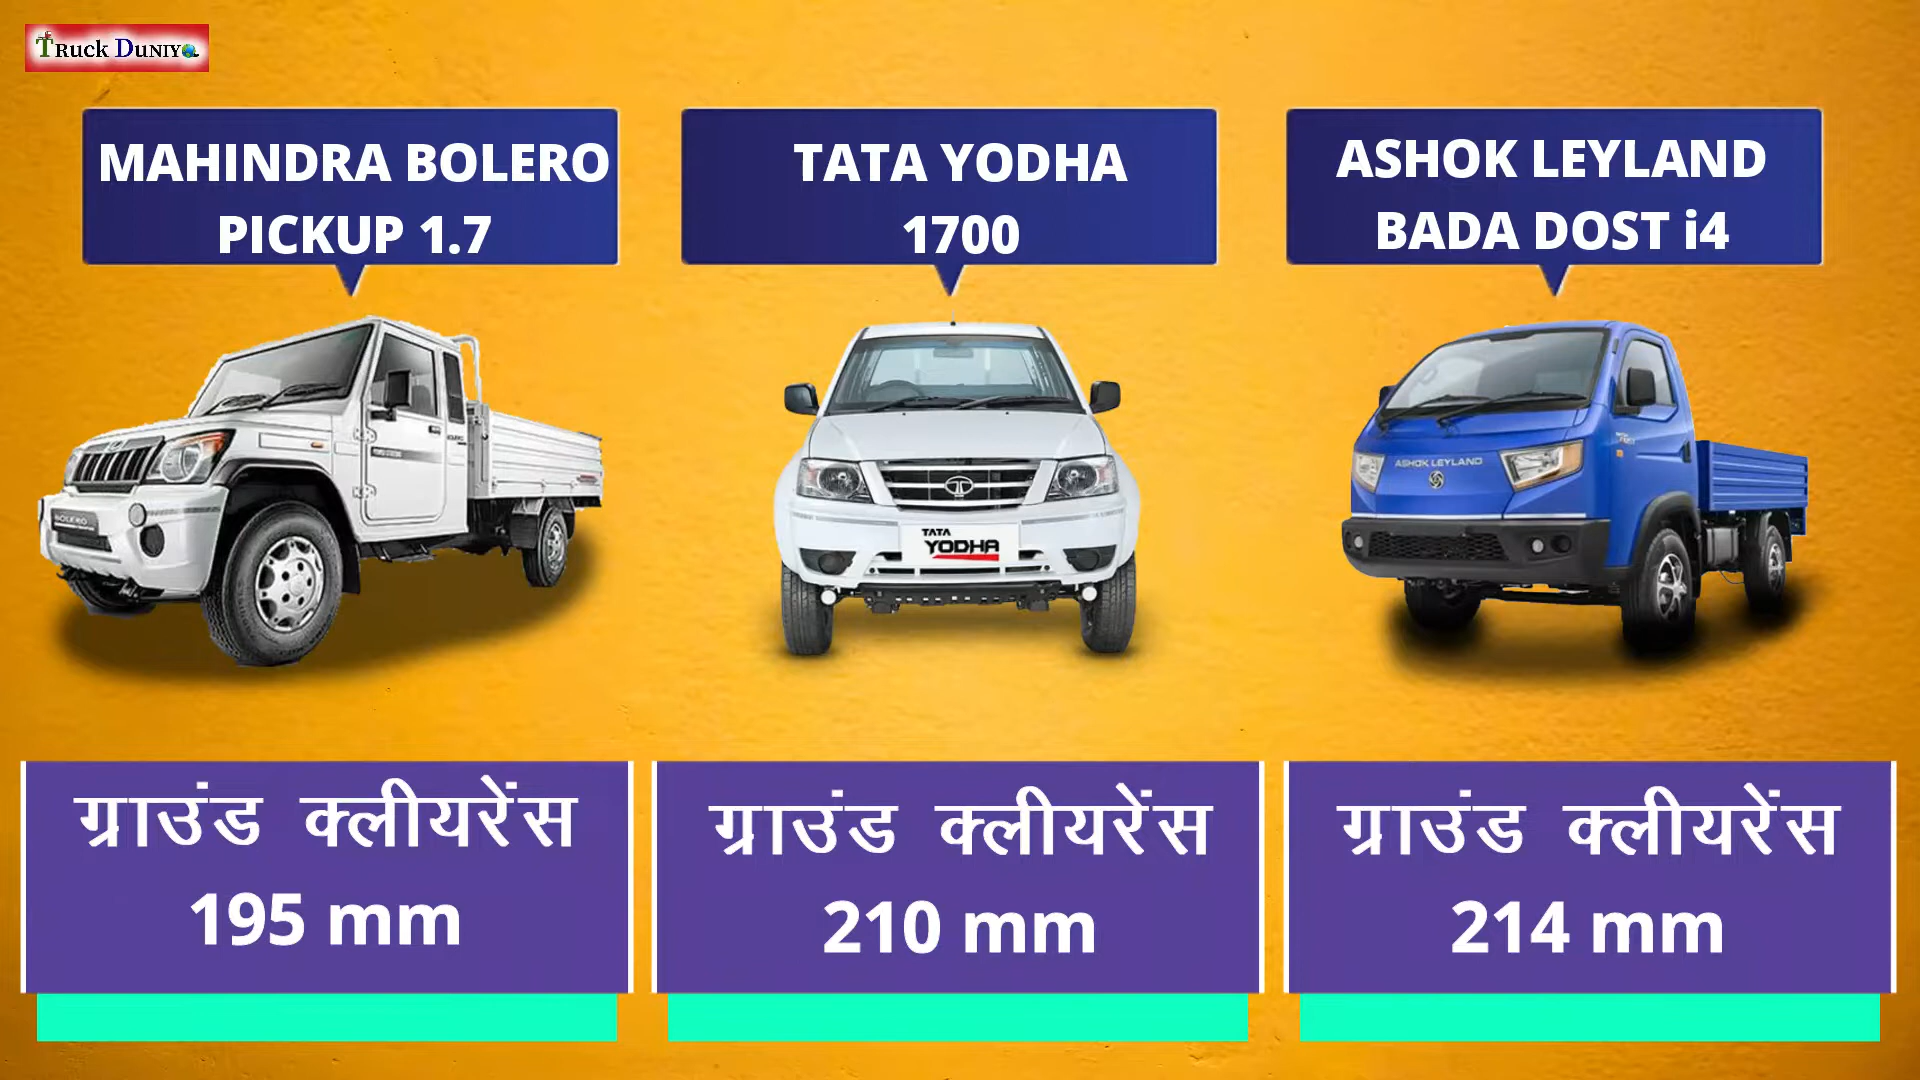 TRUCK DUNIYA
MAHINDRA BOLERO
PICKUP 1.7
TATA YODHA
1700
ASHOK LEYLAND
BADA DOST i4
BOLERO
TATA
YODHA
ASHOK LEYLAND
ग्राउंड क्लीयरेंस
195 mm
ग्राउंड क्लीयरेंस
210 mm
ग्राउंड क्लीयरेंस
214 mm